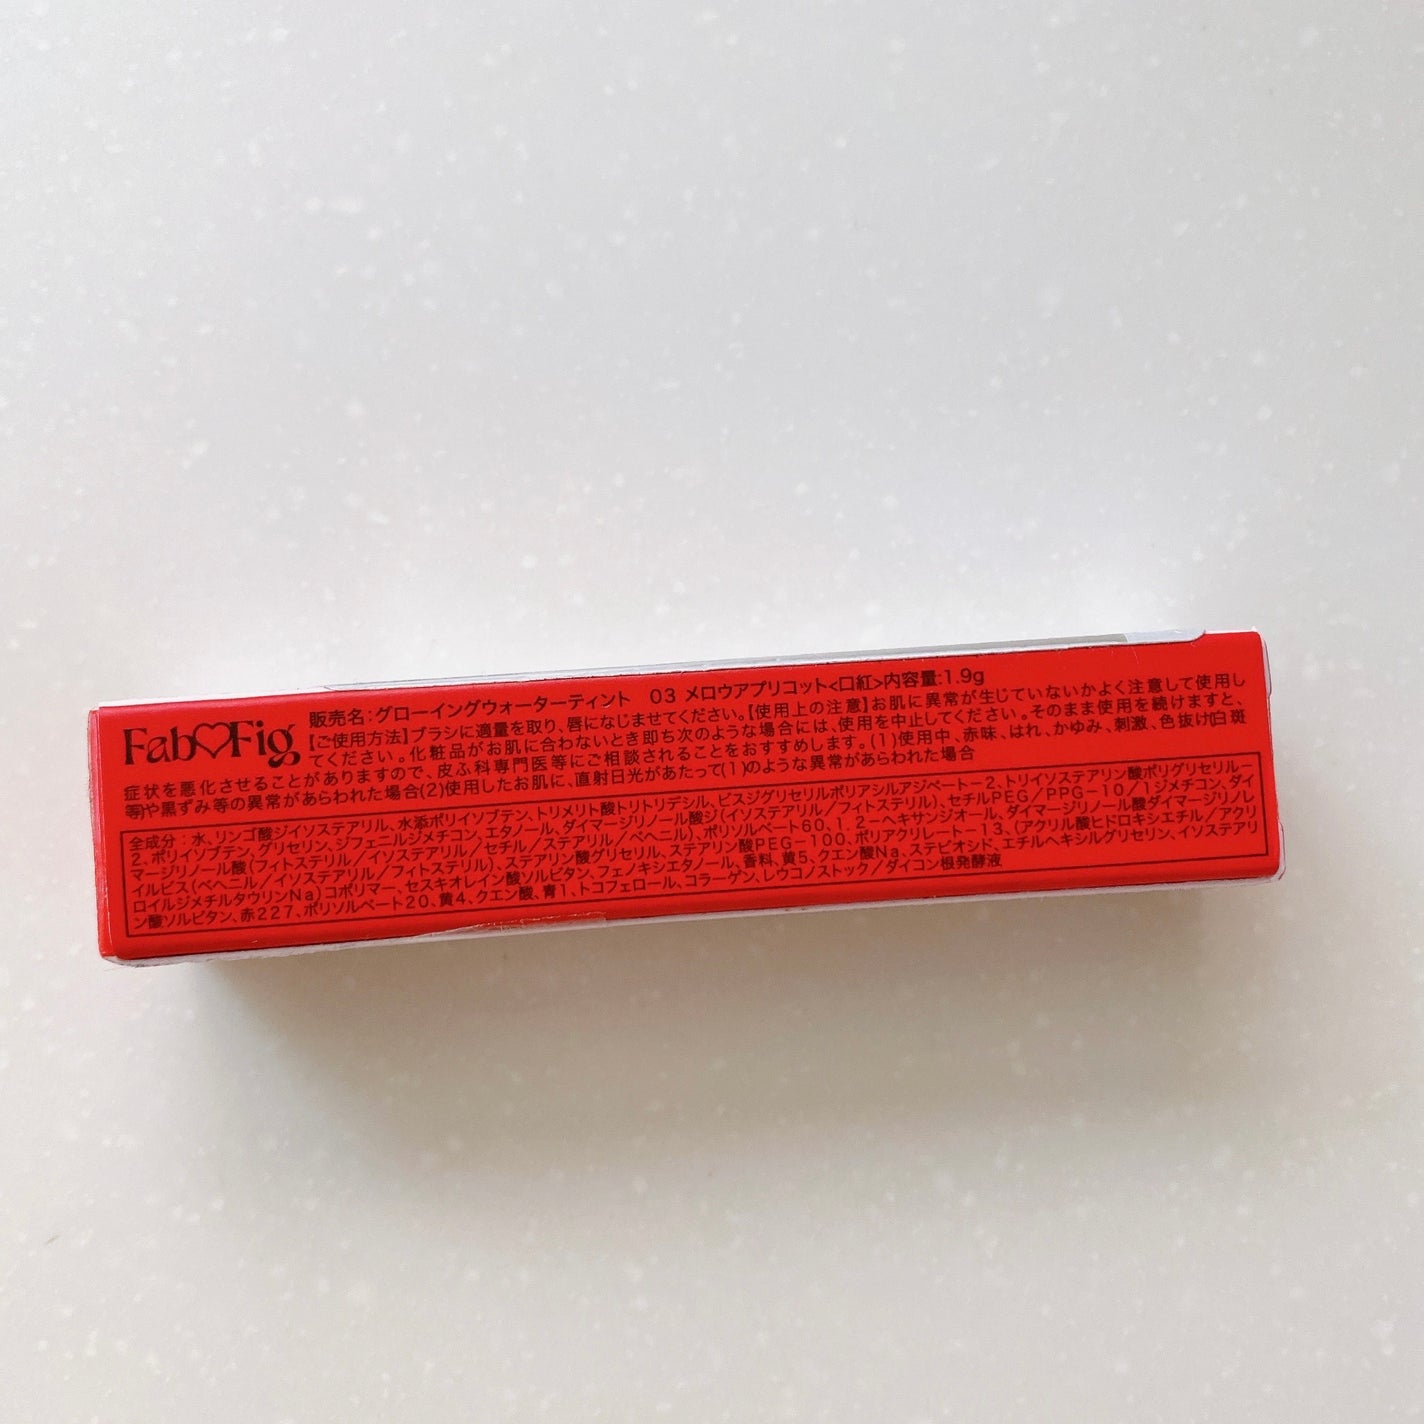 Fab♡Fig
販売名:グローイングウォーターティント 03 メロウアプリコット<口紅>内容量:1.9g
【ご使用方法】ブラシに適量を取り、唇になじませてください。【使用上の注意】お肌に異常が生じていないかよく注意して使用し
てください。化粧品がお肌に合わないとき即ち次のような場合には、使用を中止してください。そのまま使用を続けますと、
症状を悪化させることがありますので、皮ふ科専門医等にご相談されることをおすすめします。(1)使用中、赤味、はれ、かゆみ、刺激、色抜け(白斑
等)や黒ずみ等の異常があらわれた場合(2)使用したお肌に、直射日光があたって(1)のような異常があらわれた場合
全成分:水、リンゴ酸ジイソステアリル、水添ポリイソブテン、トリメリト酸トリトリデシル、ビスジグリセリルポリアシルアジペート-2、トリイソステアリン酸ポリグリセリル-
2、ポリイソブテン、グリセリン、ジフェニルジメチコン、エタノール、ダイマージリノール酸ジ(イソステアリル/フィトステリル)、セチルPEG/PPG-10/1ジメチコン、ダイ
マージリノール酸(フィトステリル/イソステアリル/セチル/ステアリル/ベヘニル)、ポリソルベート60、1,2-ヘキサンジオール、ダイマージリノール酸ダイマージリノレ
イルビス(ベヘニル/イソステアリル/フィトステリル)、ステアリン酸グリセリル、ステアリン酸PEG-100、ポリアクリレート-13、(アクリル酸ヒドロキシエチル/アクリ
ロイルジメチルタウリンNa)コポリマー、セスキオレイン酸ソルビタン、フェノキシエタノール、香料、黄5、クエン酸Na、ステビオシド、エチルヘキシルグリセリン、イソステアリ
ン酸ソルビタン、赤227、ポリソルベート20、黄4、クエン酸、青1、トコフェロール、コラーゲン、レウコノストック/ダイコン根発酵液